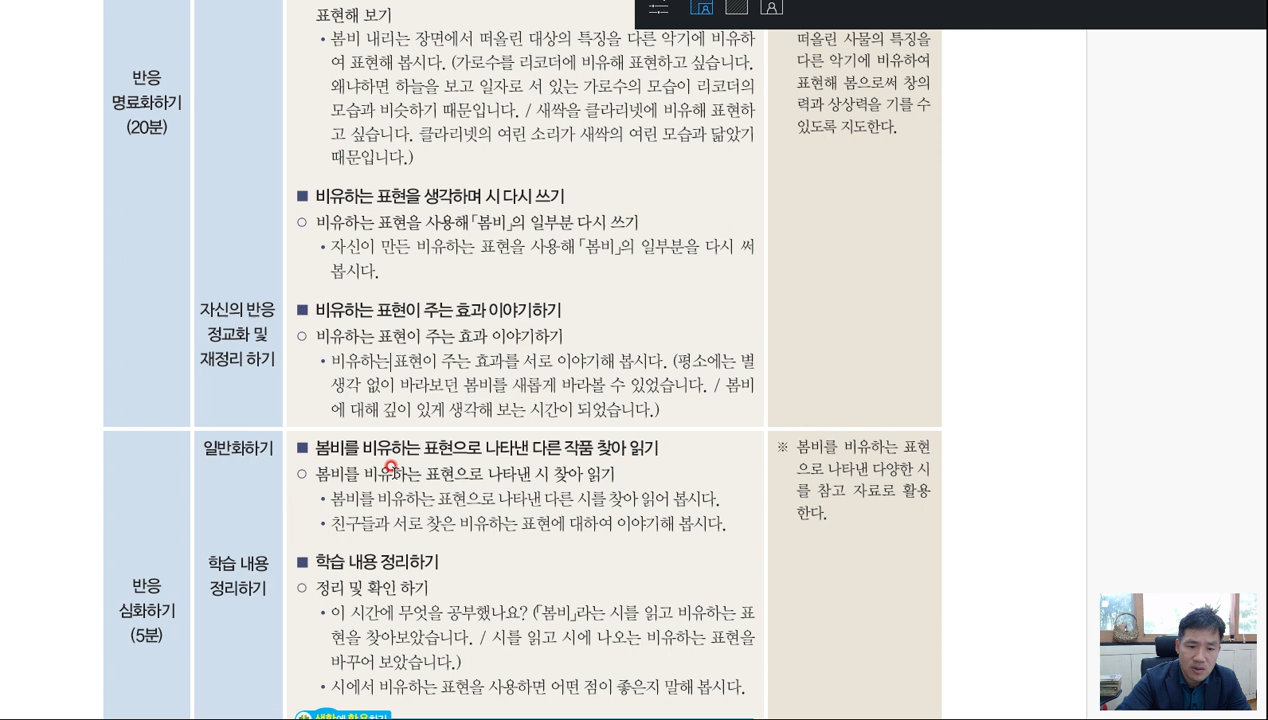 반응
명료화하기
(20분)
표현해 보기
• 봄비 내리는 장면에서 떠올린 대상의 특징을 다른 악기에 비유하
여 표현해 봅시다. (가로수를 리코더에 비유해 표현하고 싶습니다.
왜냐하면 하늘을 보고 일자로 서 있는 가로수의 모습이 리코더의
모습과 비슷하기 때문입니다. / 새싹을 클라리넷에 비유해 표현하
고 싶습니다. 클라리넷의 여린 소리가 새싹의 여린 모습과 닮았기
때문입니다.)
떠올린 사물의 특징을
다른 악기에 비유하여
표현해 봄으로써 창의
력과 상상력을 기를 수
있도록 지도한다.
■ 비유하는 표현을 생각하며 시 다시 쓰기
○ 비유하는 표현을 사용해 「봄비」의 일부분 다시 쓰기
• 자신이 만든 비유하는 표현을 사용해 「봄비」의 일부분을 다시 써
봅시다.
자신의 반응
정교화 및
재정리 하기
■ 비유하는 표현이 주는 효과 이야기하기
○ 비유하는 표현이 주는 효과 이야기하기
• 비유하는 표현이 주는 효과를 서로 이야기해 봅시다. (평소에는 별
생각 없이 바라보던 봄비를 새롭게 바라볼 수 있었습니다. / 봄비
에 대해 깊이 있게 생각해 보는 시간이 되었습니다.)
반응
심화하기
(5분)
일반화하기
■ 봄비를 비유하는 표현으로 나타낸 다른 작품 찾아 읽기
○ 봄비를 비유하는 표현으로 나타낸 시 찾아 읽기
• 봄비를 비유하는 표현으로 나타낸 다른 시를 찾아 읽어 봅시다.
• 친구들과 서로 찾은 비유하는 표현에 대하여 이야기해 봅시다.
※ 봄비를 비유하는 표현
으로 나타낸 다양한 시
를 참고 자료로 활용
한다.
학습 내용
정리하기
■ 학습 내용 정리하기
○ 정리 및 확인 하기
• 이 시간에 무엇을 공부했나요? (「봄비」라는 시를 읽고 비유하는 표
현을 찾아보았습니다. / 시를 읽고 시에 나오는 비유하는 표현을
바꾸어 보았습니다.)
• 시에서 비유하는 표현을 사용하면 어떤 점이 좋은지 말해 봅시다.